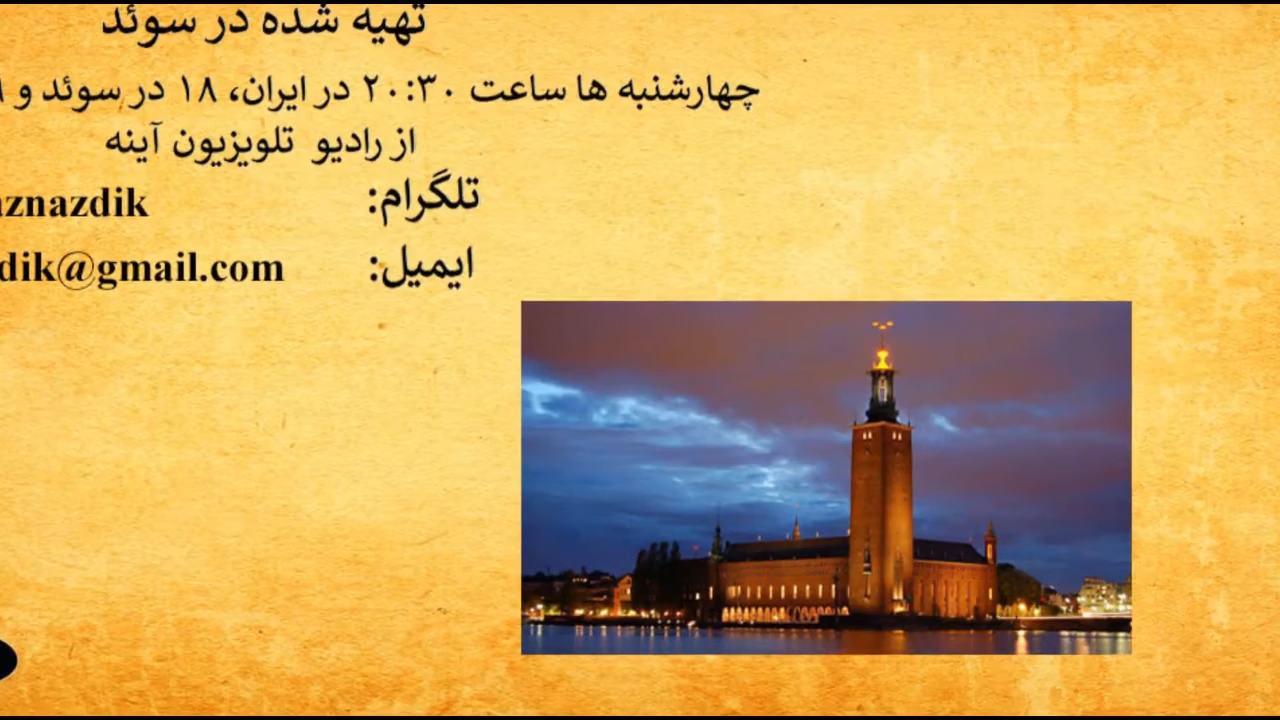 تهیه شده در سوئد
چهارشنبه ها ساعت ۲۰:۳۰ در ایران، ۱۸ در سوئد و
از رادیو تلویزیون آینه
تلگرام: aznazdik
ایمیل: dik@gmail.com